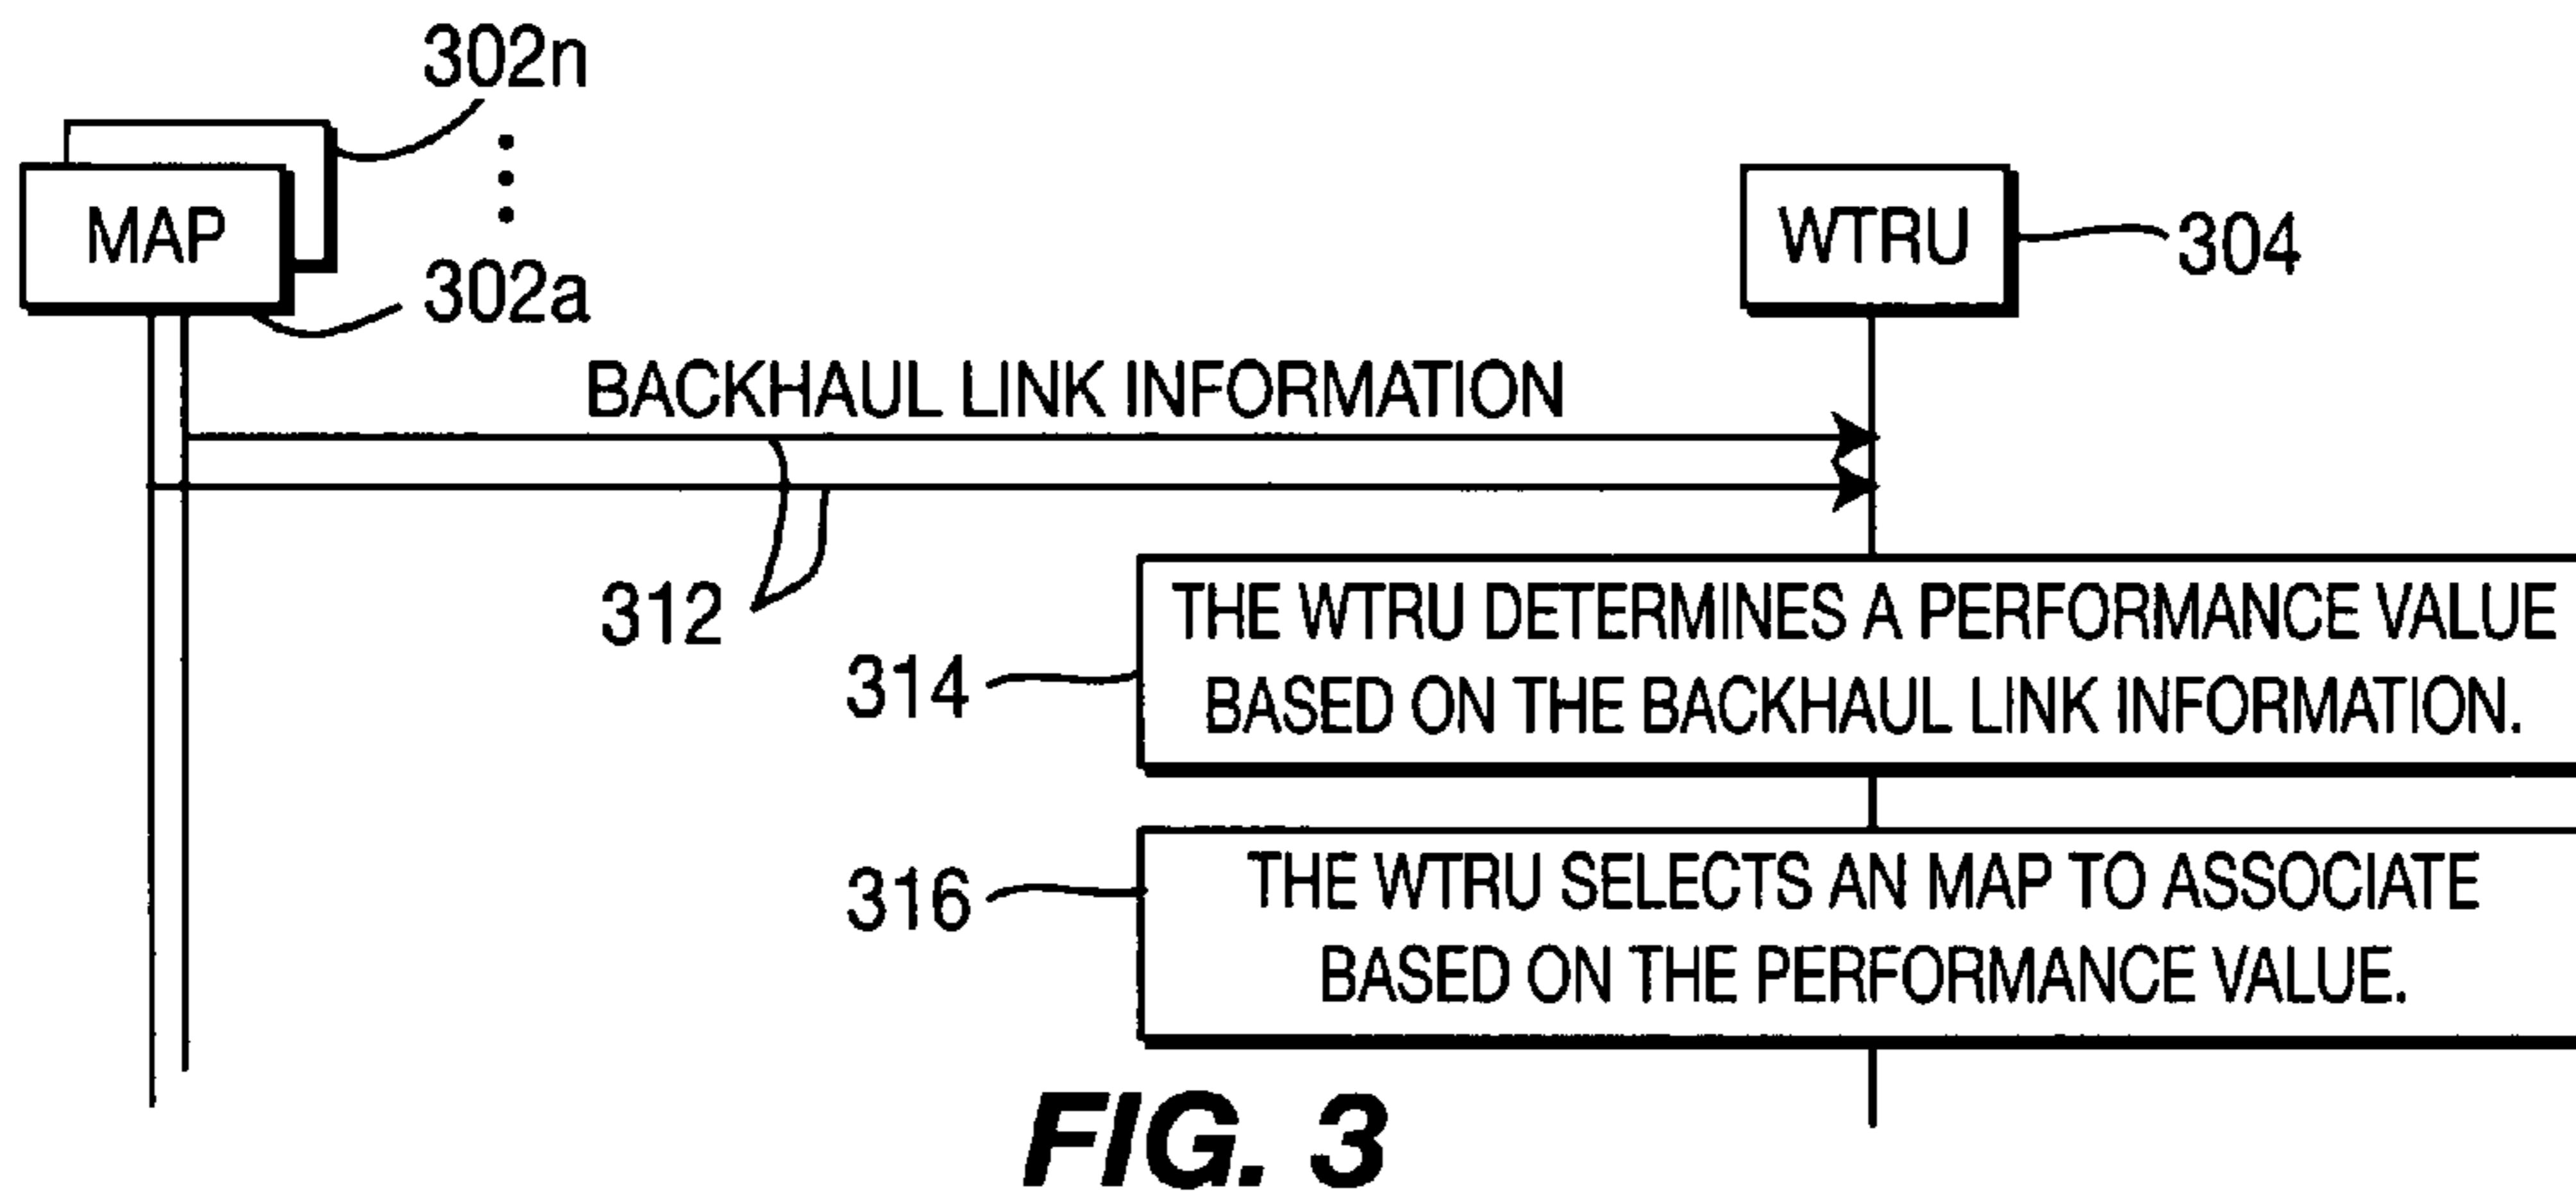 302n
MAP
302a
WTRU
304
BACKHAUL LINK INFORMATION
312
314
THE WTRU DETERMINES A PERFORMANCE VALUE
BASED ON THE BACKHAUL LINK INFORMATION.
316
THE WTRU SELECTS AN MAP TO ASSOCIATE
BASED ON THE PERFORMANCE VALUE.
FIG. 3